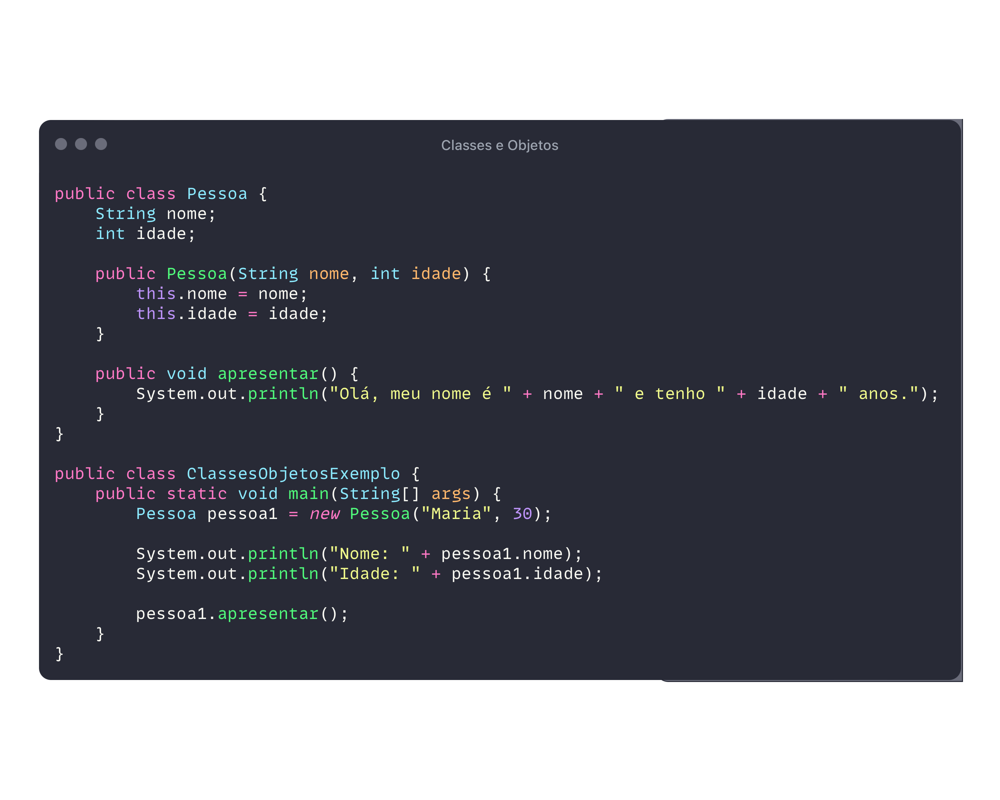 Classes e Objetos
public class Pessoa {
    String nome;
    int idade;

    public Pessoa(String nome, int idade) {
        this.nome = nome;
        this.idade = idade;
    }

    public void apresentar() {
        System.out.println("Olá, meu nome é " + nome + " e tenho " + idade + " anos.");
    }
}

public class ClassesObjetosExemplo {
    public static void main(String[] args) {
        Pessoa pessoa1 = new Pessoa("Maria", 30);

        System.out.println("Nome: " + pessoa1.nome);
        System.out.println("Idade: " + pessoa1.idade);

        pessoa1.apresentar();
    }
}